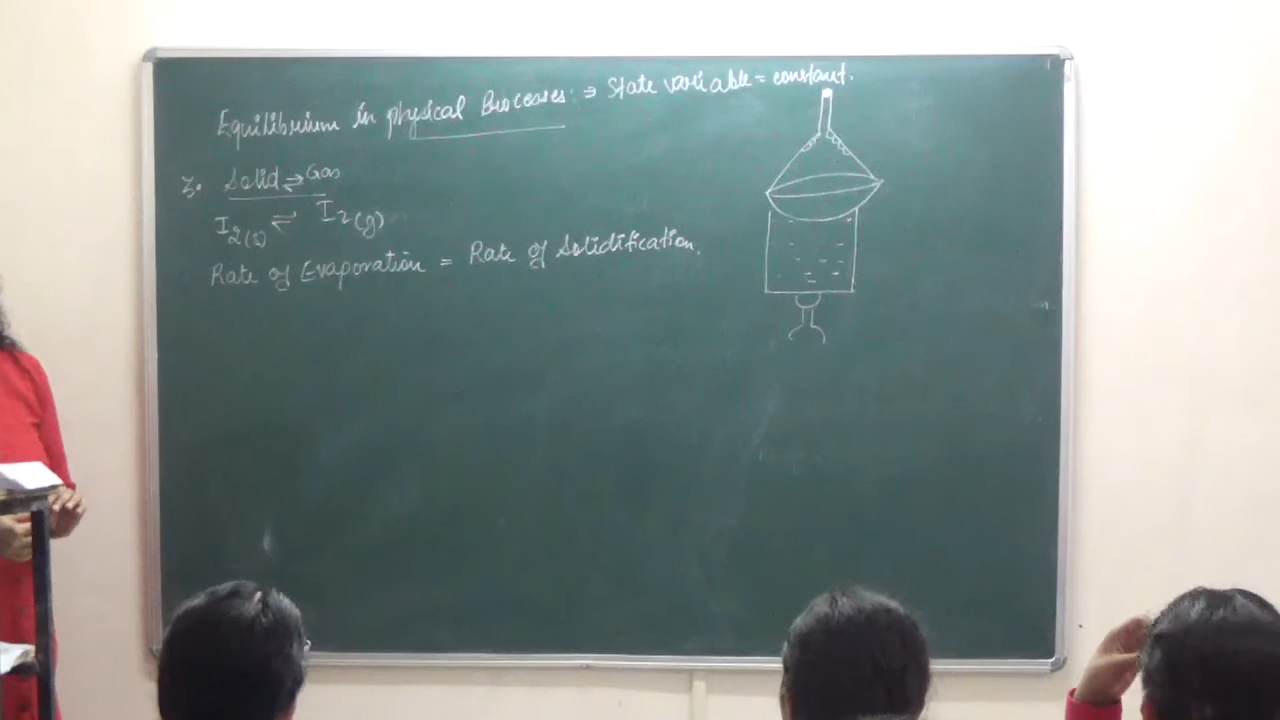 Equilibrium in physical Processes: ⇒ State variable = constant.
3. Solid ⇌ Gas
I2(s) ⇌ I2(g)
Rate of Evaporation = Rate of Solidification.